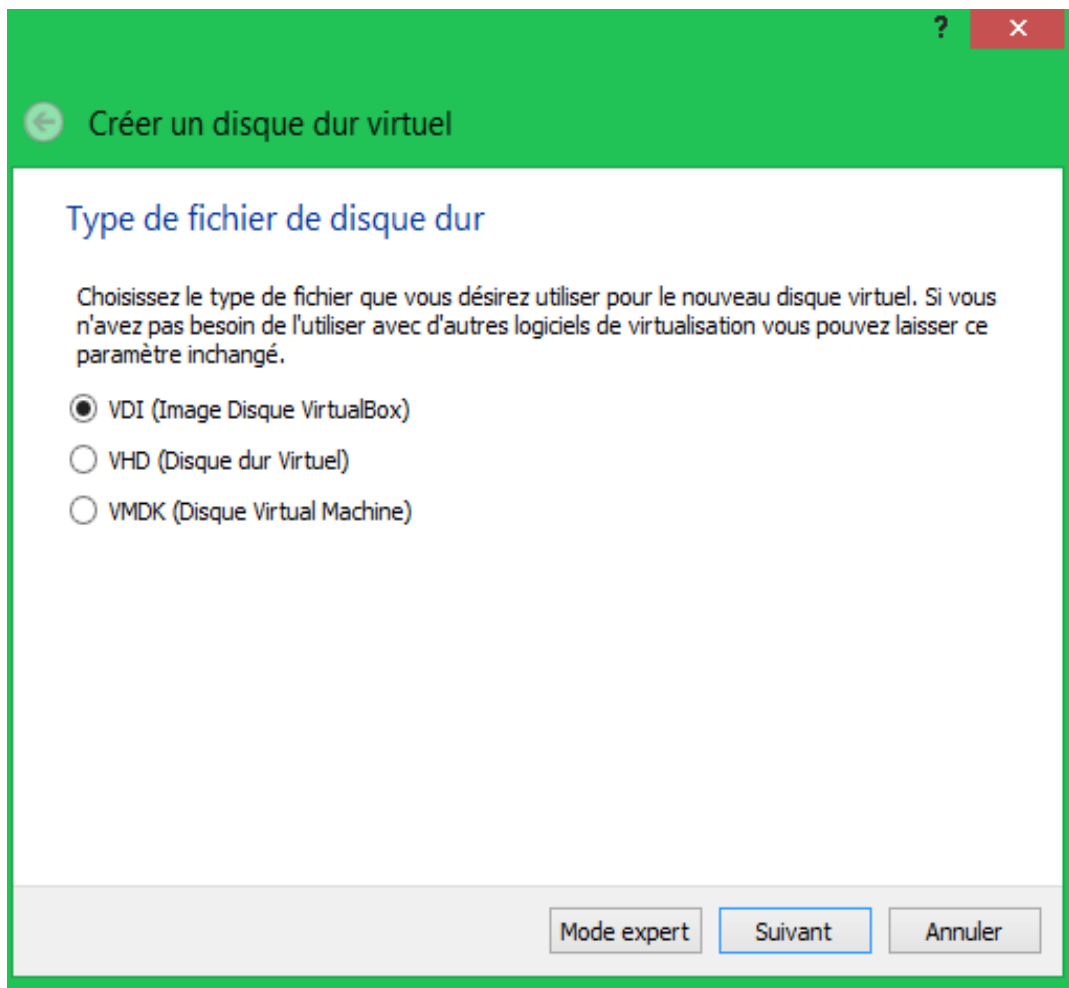 ?
×
Créer un disque dur virtuel
Type de fichier de disque dur
Choisissez le type de fichier que vous désirez utiliser pour le nouveau disque virtuel. Si vous
n'avez pas besoin de l'utiliser avec d'autres logiciels de virtualisation vous pouvez laisser ce
paramètre inchangé.
VDI (Image Disque VirtualBox)
VHD (Disque dur Virtuel)
VMDK (Disque Virtual Machine)
Mode expert
Suivant
Annuler